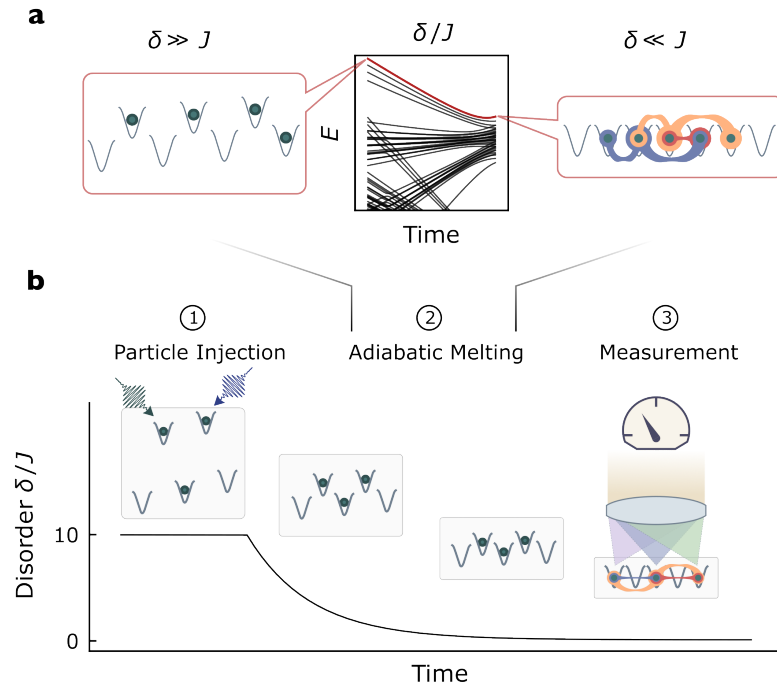 a
δ ≫ J
δ/J
δ ≪ J
E
Time
b
1
2
3
Particle Injection
Adiabatic Melting
Measurement
Disorder δ/J
10
0
Time